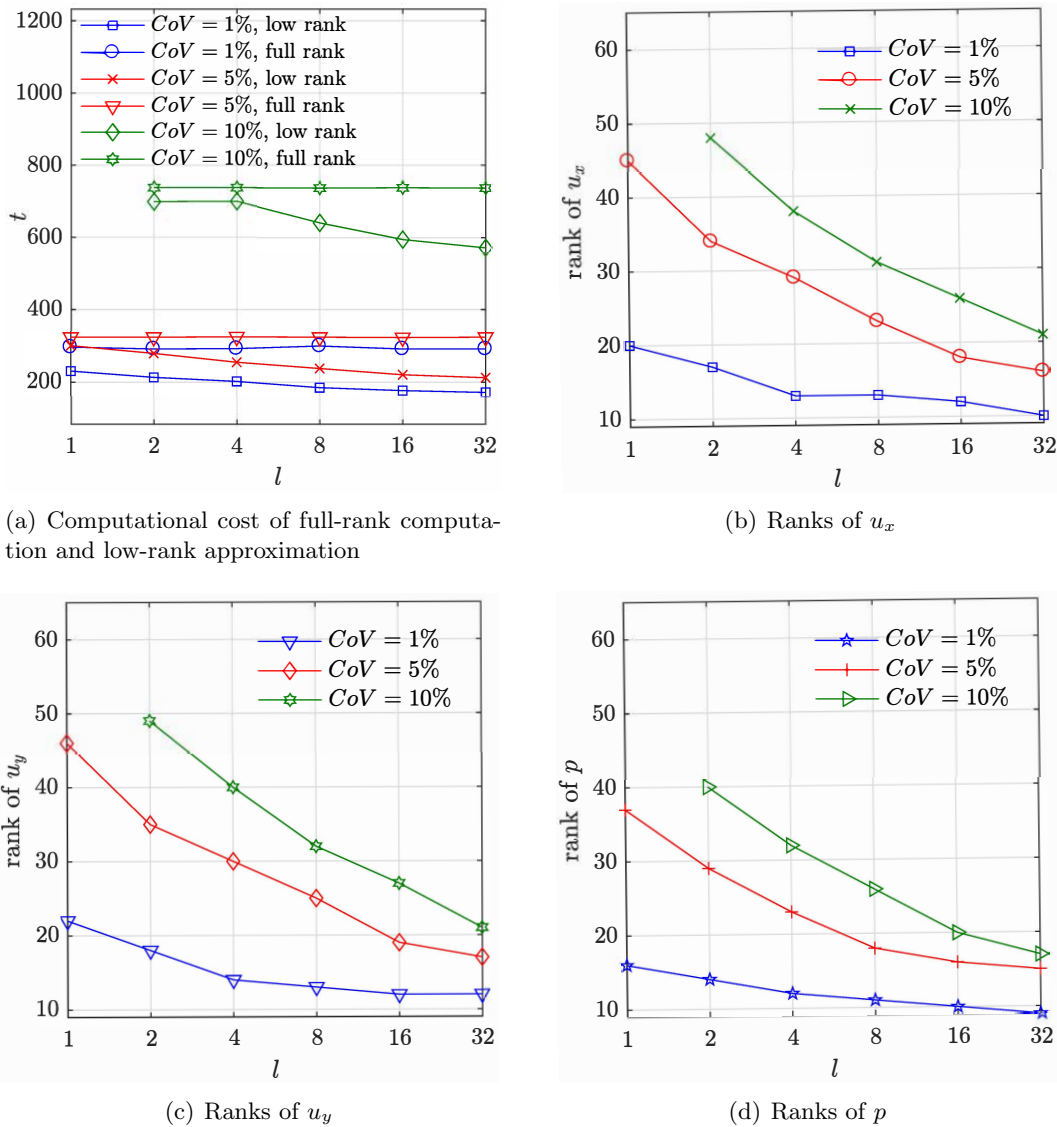 1200
1000
800
600
400
200
t
CoV = 1%, low rank
CoV = 1%, full rank
CoV = 5%, low rank
CoV = 5%, full rank
CoV = 10%, low rank
CoV = 10%, full rank
1 2 4 8 16 32
l
(a) Computational cost of full-rank computa-
tion and low-rank approximation
60
50
40
30
20
10
rank of u_x
CoV = 1%
CoV = 5%
CoV = 10%
1 2 4 8 16 32
l
(b) Ranks of u_x
60
50
40
30
20
10
rank of u_y
CoV = 1%
CoV = 5%
CoV = 10%
1 2 4 8 16 32
l
(c) Ranks of u_y
60
50
40
30
20
10
rank of p
CoV = 1%
CoV = 5%
CoV = 10%
1 2 4 8 16 32
l
(d) Ranks of p